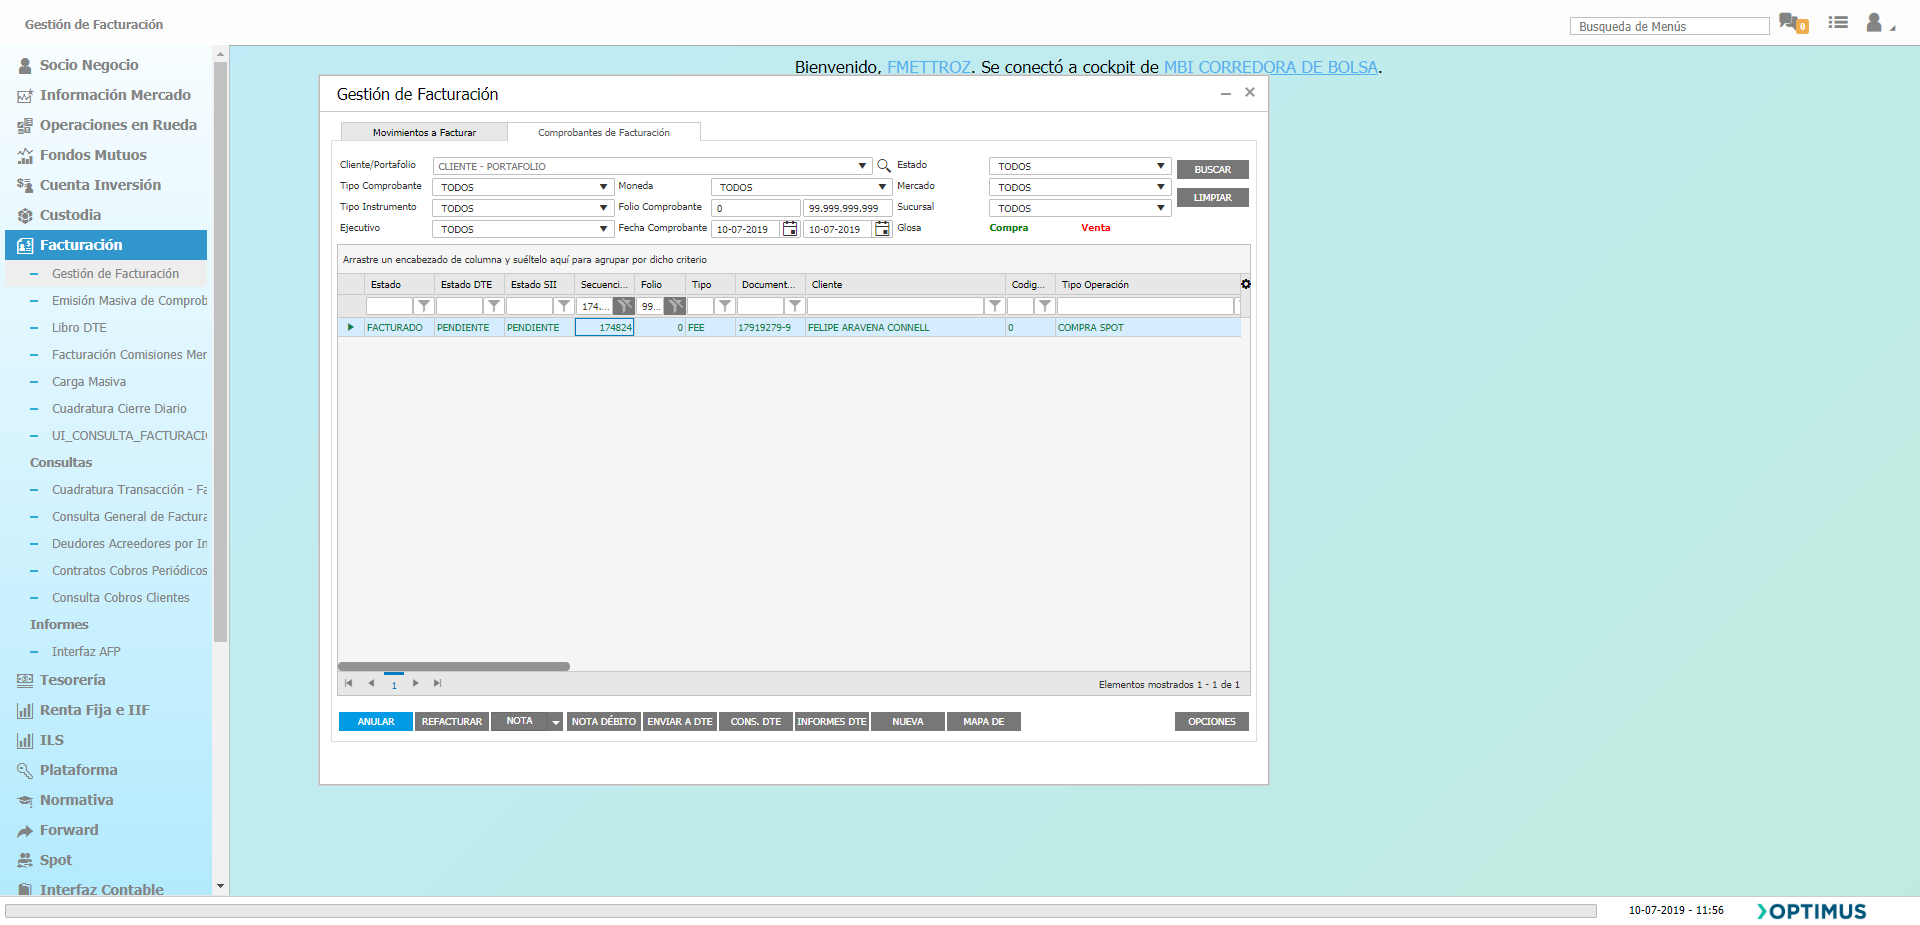 Gestión de Facturación
Busqueda de Menús
0
Socio Negocio
Información Mercado
Operaciones en Rueda
Fondos Mutuos
Cuenta Inversión
Custodia
Facturación
Gestión de Facturación
Emisión Masiva de Comprob
Libro DTE
Facturación Comisiones Mer
Carga Masiva
Cuadratura Cierre Diario
UI_CONSULTA_FACTURACI
Consultas
Cuadratura Transacción - Fa
Consulta General de Factura
Deudores Acreedores por In
Contratos Cobros Periódicos
Consulta Cobros Clientes
Informes
Interfaz AFP
Tesorería
Renta Fija e IIF
ILS
Plataforma
Normativa
Forward
Spot
Interfaz Contable
Bienvenido, FMETTROZ. Se conectó a cockpit de MBI CORREDORA DE BOLSA.
Gestión de Facturación
Movimientos a Facturar Comprobantes de Facturación
Cliente/Portafolio CLIENTE - PORTAFOLIO Estado TODOS BUSCAR
Tipo Comprobante TODOS Moneda TODOS Mercado TODOS
Tipo Instrumento TODOS Folio Comprobante 0 99.999.999.999 Sucursal TODOS LIMPIAR
Ejecutivo TODOS Fecha Comprobante 10-07-2019 10-07-2019 Glosa Compra Venta
Arrastre un encabezado de columna y suéltelo aquí para agrupar por dicho criterio
Estado Estado DTE Estado SII Secuenci... Folio Tipo Document... Cliente Codig... Tipo Operación
174.... 99...
FACTURADO PENDIENTE PENDIENTE 174824 0 FEE 17919279-9 FELIPE ARAVENA CONNELL 0 COMPRA SPOT
1
Elementos mostrados 1 - 1 de 1
ANULAR REFACTURAR NOTA NOTA DÉBITO ENVIAR A DTE CONS. DTE INFORMES DTE NUEVA MAPA DE OPCIONES
10-07-2019 - 11:56
OPTIMUS